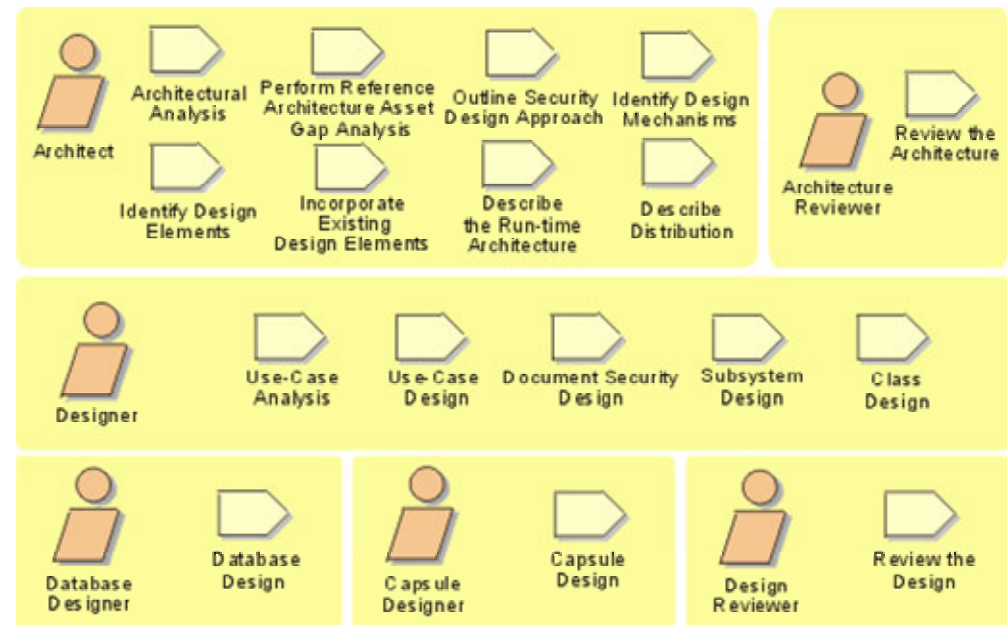 Architect
Architectural
Analysis
Perform Reference
Architecture Asset
Gap Analysis
Outline Security
Design Approach
Identify Design
Mechanisms
Identify Design
Elements
Incorporate
Existing
Design Elements
Describe
the Run-time
Architecture
Describe
Distribution
Architecture
Reviewer
Review the
Architecture
Designer
Use-Case
Analysis
Use-Case
Design
Document Security
Design
Subsystem
Design
Class
Design
Database
Designer
Database
Design
Capsule
Designer
Capsule
Design
Design
Reviewer
Review the
Design